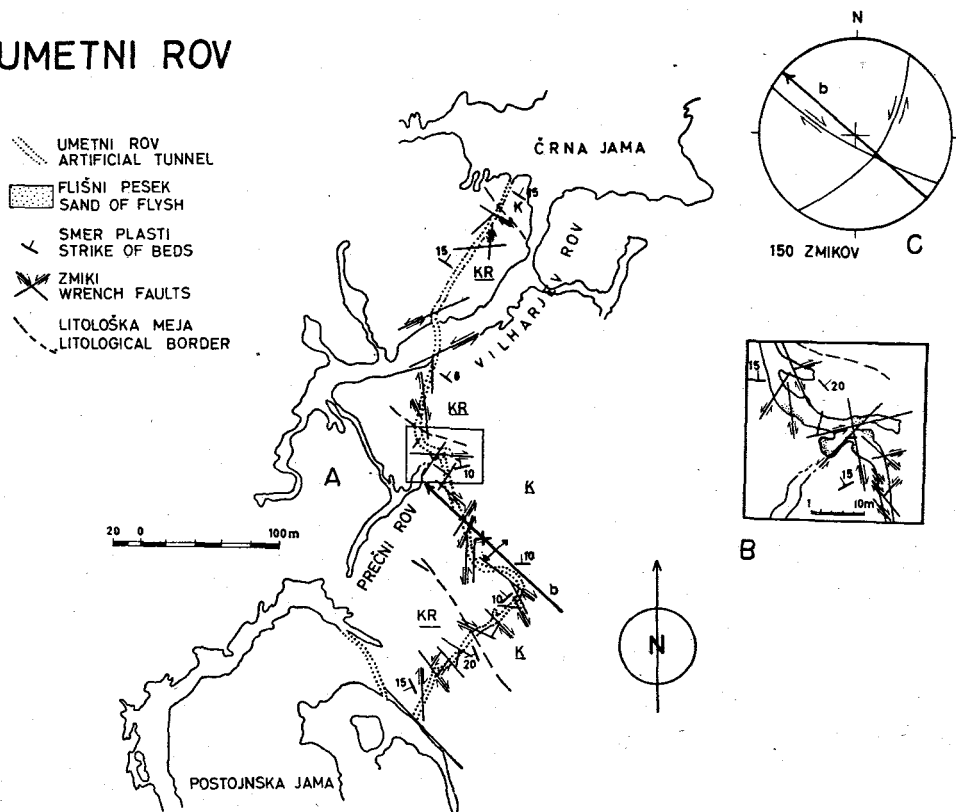 UMETNI ROV
UMETNI ROV
ARTIFICIAL TUNNEL
FLIŠNI PESEK
SAND OF FLYSH
SMER PLASTI
STRIKE OF BEDS
ZMIKI
WRENCH FAULTS
LITOLOŠKA MEJA
LITOLOGICAL BORDER
ČRNA JAMA
15
K
15
KR
VILHARJEV ROV
6
KR
A
10
K
20 0 100 m
PREČNI ROV
10
b
10
KR
K
20
15
POSTOJNSKA JAMA
N
b
150 ZMIKOV
C
15
20
15
1 10m
B
N